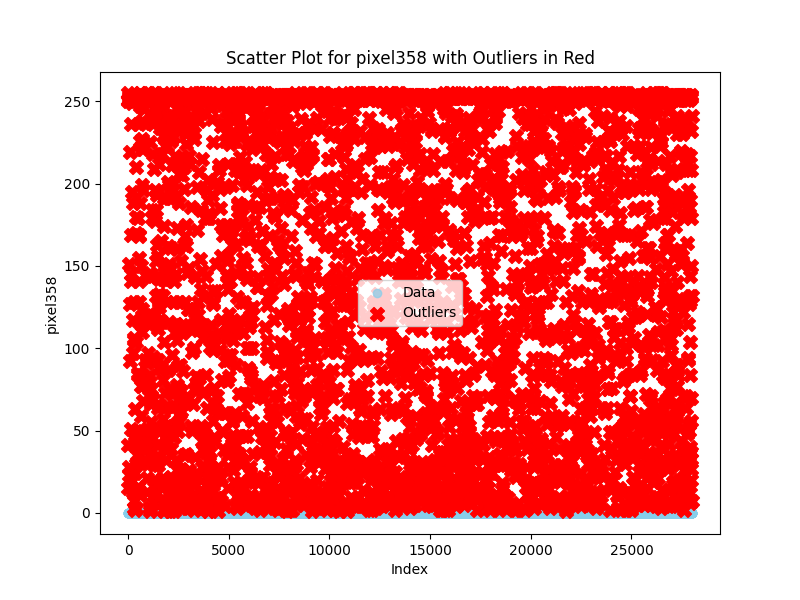 Scatter Plot for pixel358 with Outliers in Red
250
200
150
100
50
0
pixel358
Data
Outliers
0 5000 10000 15000 20000 25000
Index